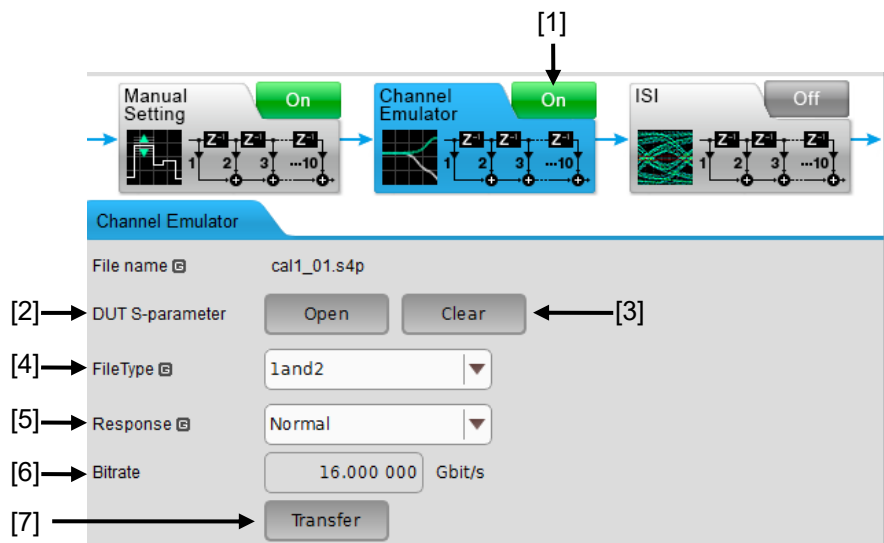 [1]
Manual Setting On
Channel Emulator On
ISI Off
Z⁻¹ Z⁻¹ Z⁻¹
1 2 3 ...10
Z⁻¹ Z⁻¹ Z⁻¹
1 2 3 ...10
Z⁻¹ Z⁻¹ Z⁻¹
1 2 3 ...10
Channel Emulator
File name G cal1_01.s4p
[2] DUT S-parameter Open Clear [3]
[4] FileType G 1and2
[5] Response G Normal
[6] Bitrate 16.000 000 Gbit/s
[7] Transfer